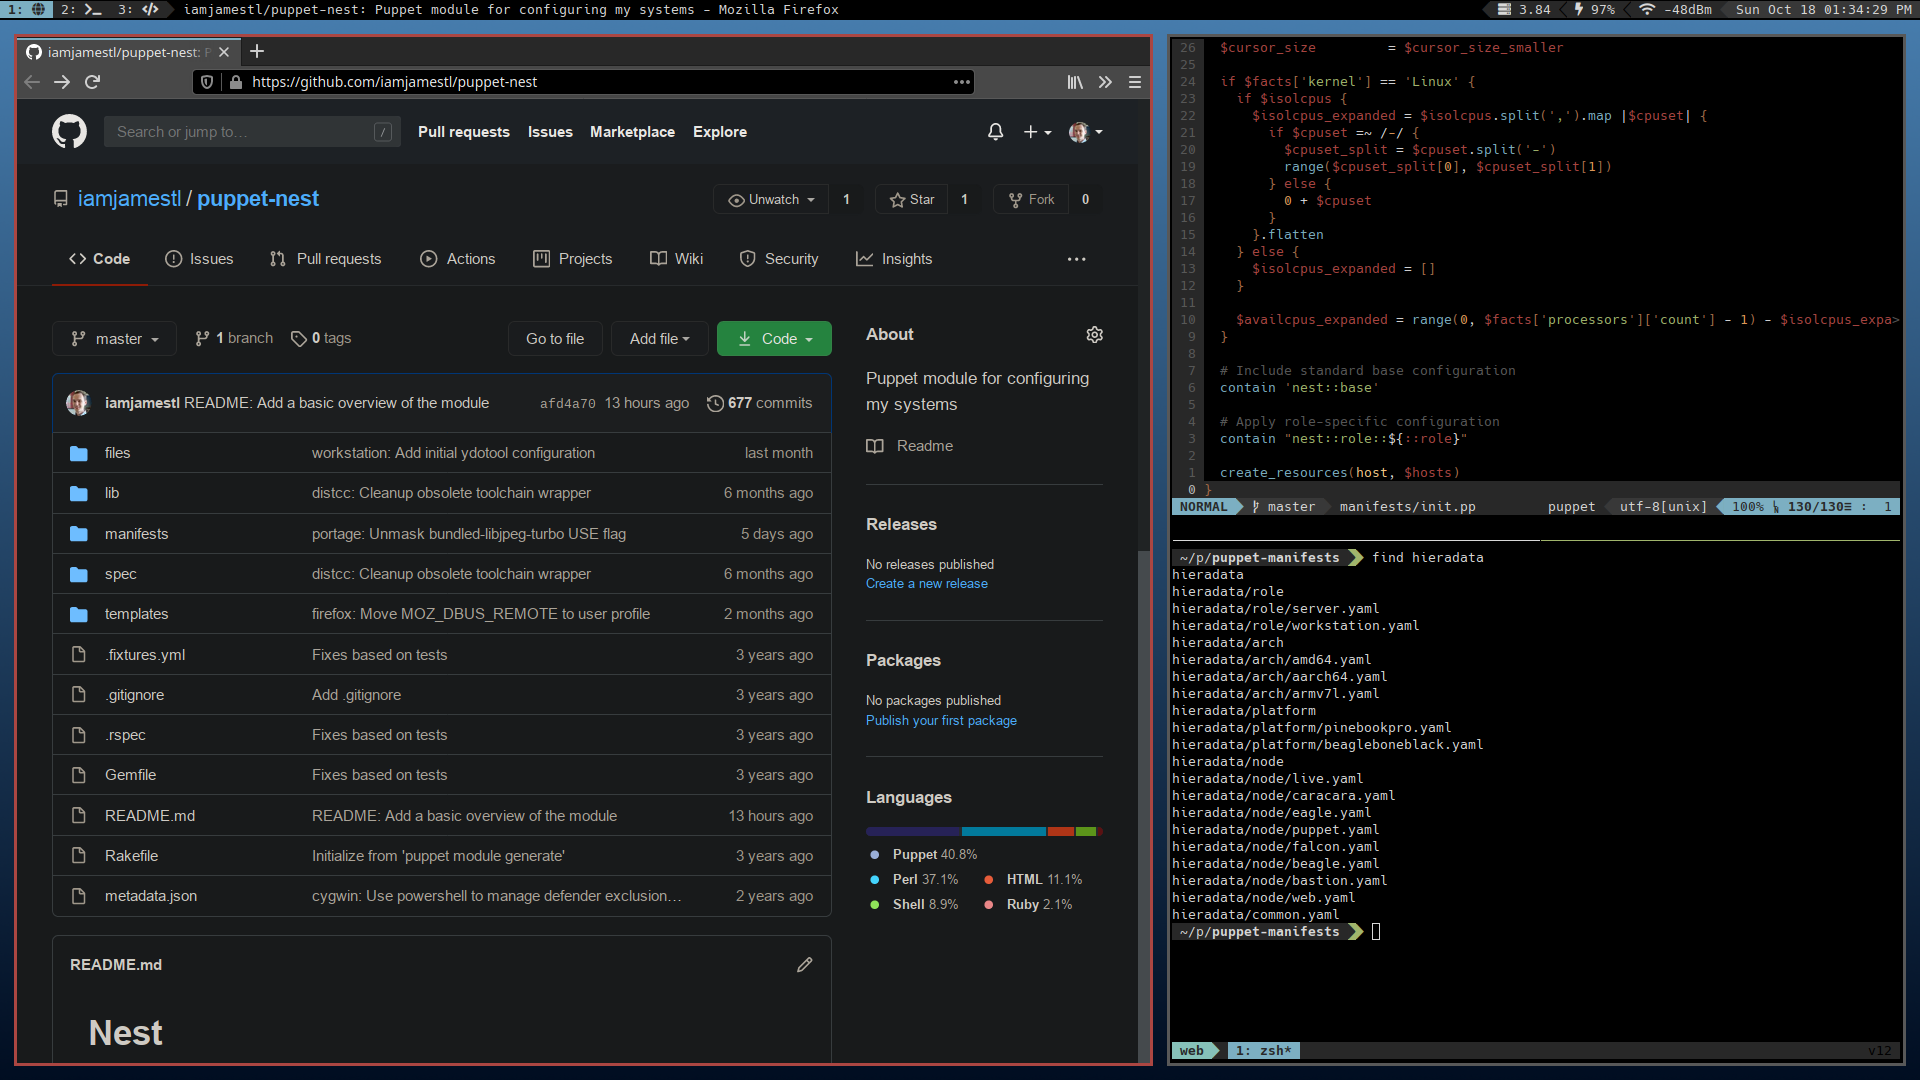 1: 2: 3: iamjamestl/puppet-nest: Puppet module for configuring my systems - Mozilla Firefox 3.84 97% -48dBm Sun Oct 18 01:34:29 PM
iamjamestl/puppet-nest: P
https://github.com/iamjamestl/puppet-nest
Search or jump to… / Pull requests Issues Marketplace Explore
iamjamestl / puppet-nest Unwatch 1 Star 1 Fork 0
Code Issues Pull requests Actions Projects Wiki Security Insights
master 1 branch 0 tags Go to file Add file Code
iamjamestl README: Add a basic overview of the module afd4a70 13 hours ago 677 commits
files workstation: Add initial ydotool configuration last month
lib distcc: Cleanup obsolete toolchain wrapper 6 months ago
manifests portage: Unmask bundled-libjpeg-turbo USE flag 5 days ago
spec distcc: Cleanup obsolete toolchain wrapper 6 months ago
templates firefox: Move MOZ_DBUS_REMOTE to user profile 2 months ago
.fixtures.yml Fixes based on tests 3 years ago
.gitignore Add .gitignore 3 years ago
.rspec Fixes based on tests 3 years ago
Gemfile Fixes based on tests 3 years ago
README.md README: Add a basic overview of the module 13 hours ago
Rakefile Initialize from 'puppet module generate' 3 years ago
metadata.json cygwin: Use powershell to manage defender exclusion… 2 years ago
README.md
Nest
About
Puppet module for configuring
my systems
Readme
Releases
No releases published
Create a new release
Packages
No packages published
Publish your first package
Languages
Puppet 40.8%
Perl 37.1% HTML 11.1%
Shell 8.9% Ruby 2.1%
26 $cursor_size = $cursor_size_smaller
25
24 if $facts['kernel'] == 'Linux' {
23 if $isolcpus {
22 $isolcpus_expanded = $isolcpus.split(',').map |$cpuset| {
21 if $cpuset =~ /-/ {
20 $cpuset_split = $cpuset.split('-')
19 range($cpuset_split[0], $cpuset_split[1])
18 } else {
17 0 + $cpuset
16 }
15 }.flatten
14 } else {
13 $isolcpus_expanded = []
12 }
11
10 $availcpus_expanded = range(0, $facts['processors']['count'] - 1) - $isolcpus_expa>
9 }
8
7 # Include standard base configuration
6 contain 'nest::base'
5
4 # Apply role-specific configuration
3 contain "nest::role::${::role}"
2
1 create_resources(host, $hosts)
0 }
NORMAL master manifests/init.pp puppet utf-8[unix] 100% 130/130≡ : 1
~/p/puppet-manifests find hieradata
hieradata
hieradata/role
hieradata/role/server.yaml
hieradata/role/workstation.yaml
hieradata/arch
hieradata/arch/amd64.yaml
hieradata/arch/aarch64.yaml
hieradata/arch/armv7l.yaml
hieradata/platform
hieradata/platform/pinebookpro.yaml
hieradata/platform/beagleboneblack.yaml
hieradata/node
hieradata/node/live.yaml
hieradata/node/caracara.yaml
hieradata/node/eagle.yaml
hieradata/node/puppet.yaml
hieradata/node/falcon.yaml
hieradata/node/beagle.yaml
hieradata/node/bastion.yaml
hieradata/node/web.yaml
hieradata/common.yaml
~/p/puppet-manifests
web 1: zsh* v12